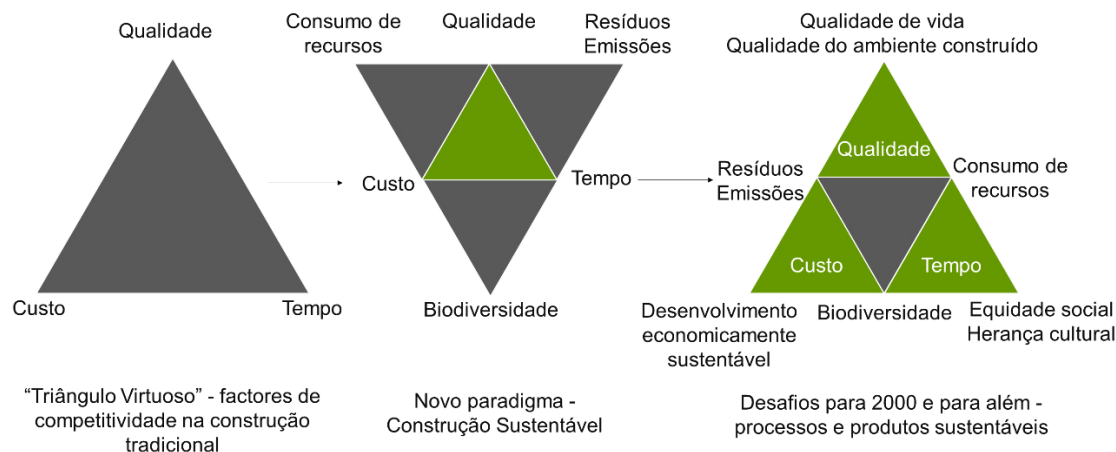 Qualidade
Custo
Tempo
“Triângulo Virtuoso” - factores de
competitividade na construção
tradicional
Consumo de
recursos
Qualidade
Resíduos
Emissões
Custo
Tempo
Biodiversidade
Novo paradigma -
Construção Sustentável
Qualidade de vida
Qualidade do ambiente construído
Qualidade
Resíduos
Emissões
Consumo de
recursos
Custo
Tempo
Desenvolvimento
economicamente
sustentável
Biodiversidade
Equidade social
Herança cultural
Desafios para 2000 e para além -
processos e produtos sustentáveis